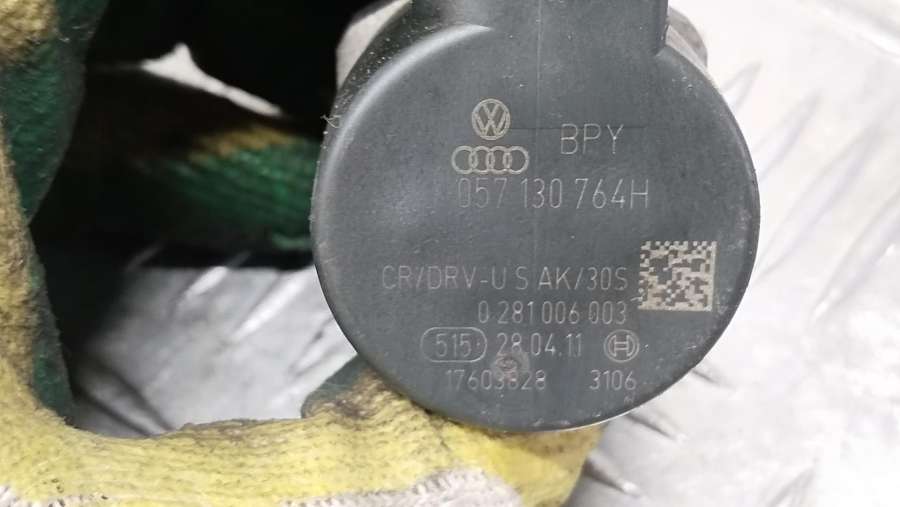 BPY
057 130 764H
CR/DRV-U S AK/30S
0 281 006 003
515 28.04.11
17603828 3106